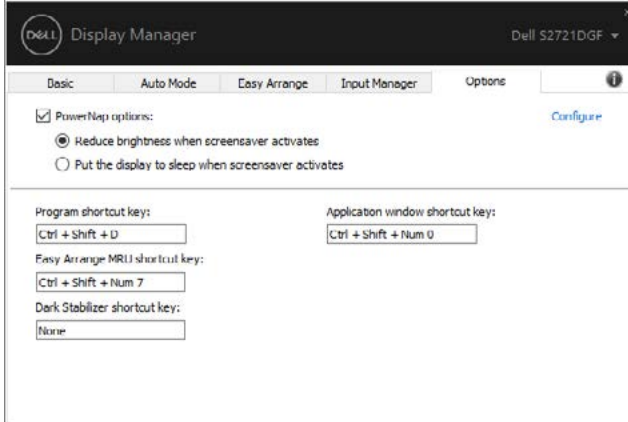 DELL Display Manager
Dell S2721DGF
Basic Auto Mode Easy Arrange Input Manager Options
PowerNap options:
Configure
Reduce brightness when screensaver activates
Put the display to sleep when screensaver activates
Program shortcut key:
Ctrl + Shift + D
Application window shortcut key:
Ctrl + Shift + Num 0
Easy Arrange MRU shortcut key:
Ctrl + Shift + Num 7
Dark Stabilizer shortcut key:
None